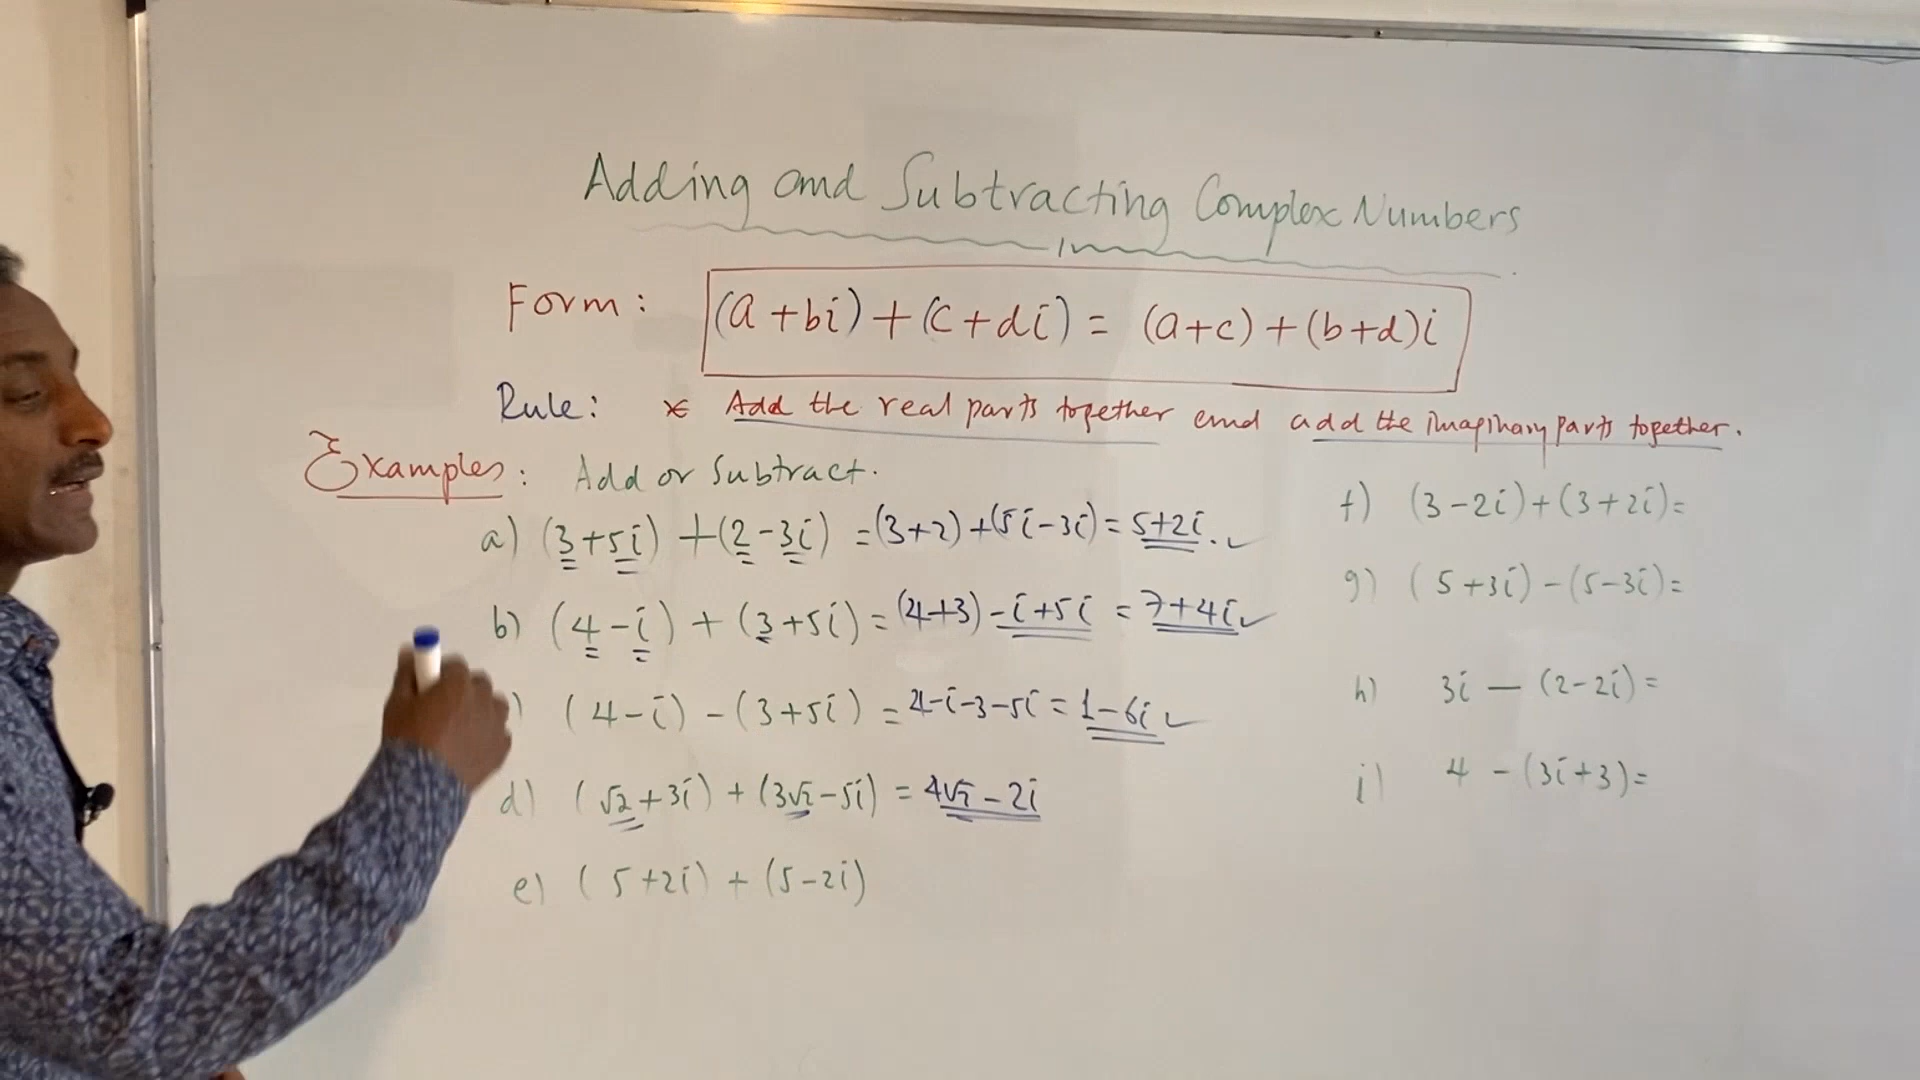 Adding and Subtracting Complex Numbers
Form: (a+bi)+(c+di) = (a+c)+(b+d)i
Rule: * Add the real parts together and add the imaginary parts together.
Examples: Add or Subtract.
a) (3+5i) +(2-3i) =(3+2)+(5i-3i)= 5+2i. ✓
b) (4-i) + (3+5i) = (4+3) -i+5i = 7+4i ✓
) (4-i) - (3+5i) = 4-i-3-5i = 1-6i ✓
d) (√2+3i) + (3√2-5i) = 4√2-2i
e) (5+2i) + (5-2i)
f) (3-2i)+(3+2i)=
g) (5+3i) -(5-3i)=
h) 3i — (2-2i) =
i) 4 -(3i+3)=